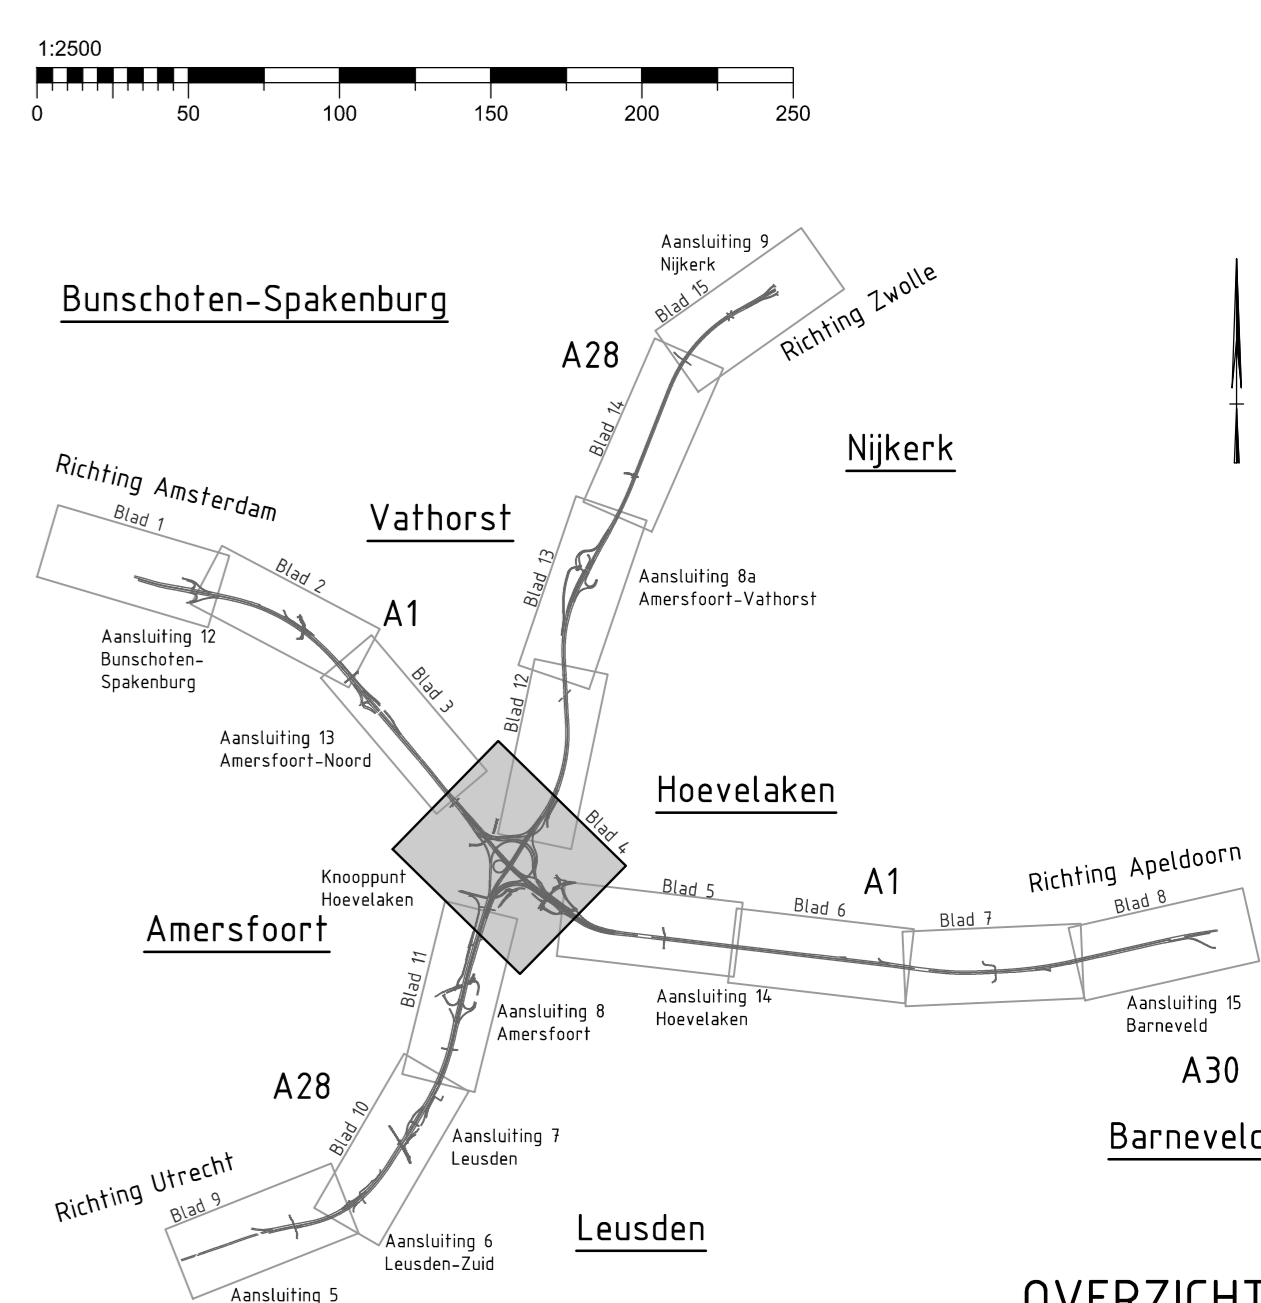 1:2500
0 50 100 150 200 250
Aansluiting 9
Nijkerk
Blad 15
Richting Zwolle
Bunschoten-Spakenburg
A28
Blad 14
Nijkerk
Richting Amsterdam
Blad 1
Vathorst
Blad 2
Blad 13
Aansluiting 8a
Amersfoort-Vathorst
A1
Aansluiting 12
Bunschoten-
Spakenburg
Blad 3
Blad 12
Aansluiting 13
Amersfoort-Noord
Hoevelaken
Blad 4
Knooppunt
Hoevelaken
Blad 5
A1
Richting Apeldoorn
Blad 6
Blad 7
Blad 8
Amersfoort
Blad 11
Aansluiting 8
Amersfoort
Aansluiting 14
Hoevelaken
Aansluiting 15
Barneveld
A28
A30
Blad 10
Aansluiting 7
Leusden
Barneveld
Richting Utrecht
Blad 9
Leusden
Aansluiting 6
Leusden-Zuid
Aansluiting 5
OVERZICHT